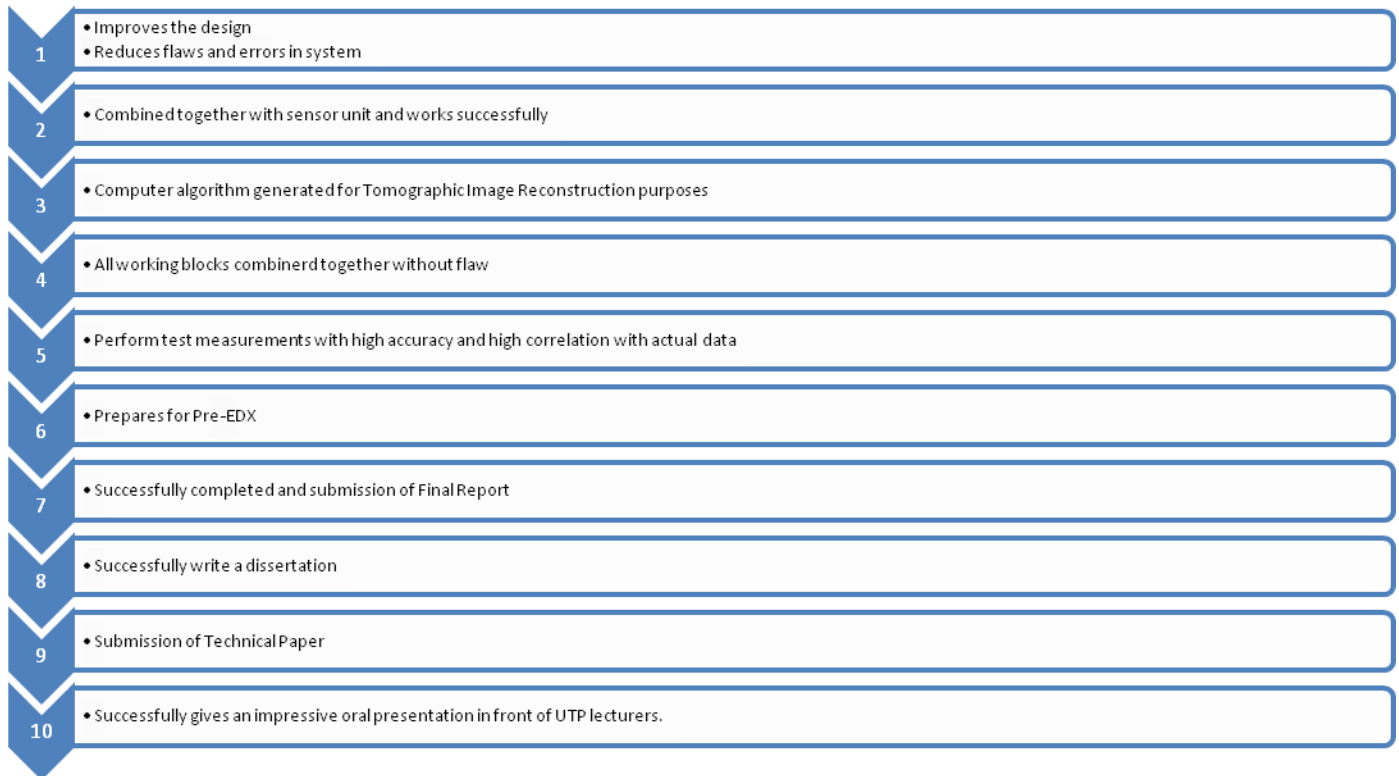 1
• Improves the design
• Reduces flaws and errors in system
2
• Combined together with sensor unit and works successfully
3
• Computer algorithm generated for Tomographic Image Reconstruction purposes
4
• All working blocks combinerd together without flaw
5
• Perform test measurements with high accuracy and high correlation with actual data
6
• Prepares for Pre-EDX
7
• Successfully completed and submission of Final Report
8
• Successfully write a dissertation
9
• Submission of Technical Paper
10
• Successfully gives an impressive oral presentation in front of UTP lecturers.